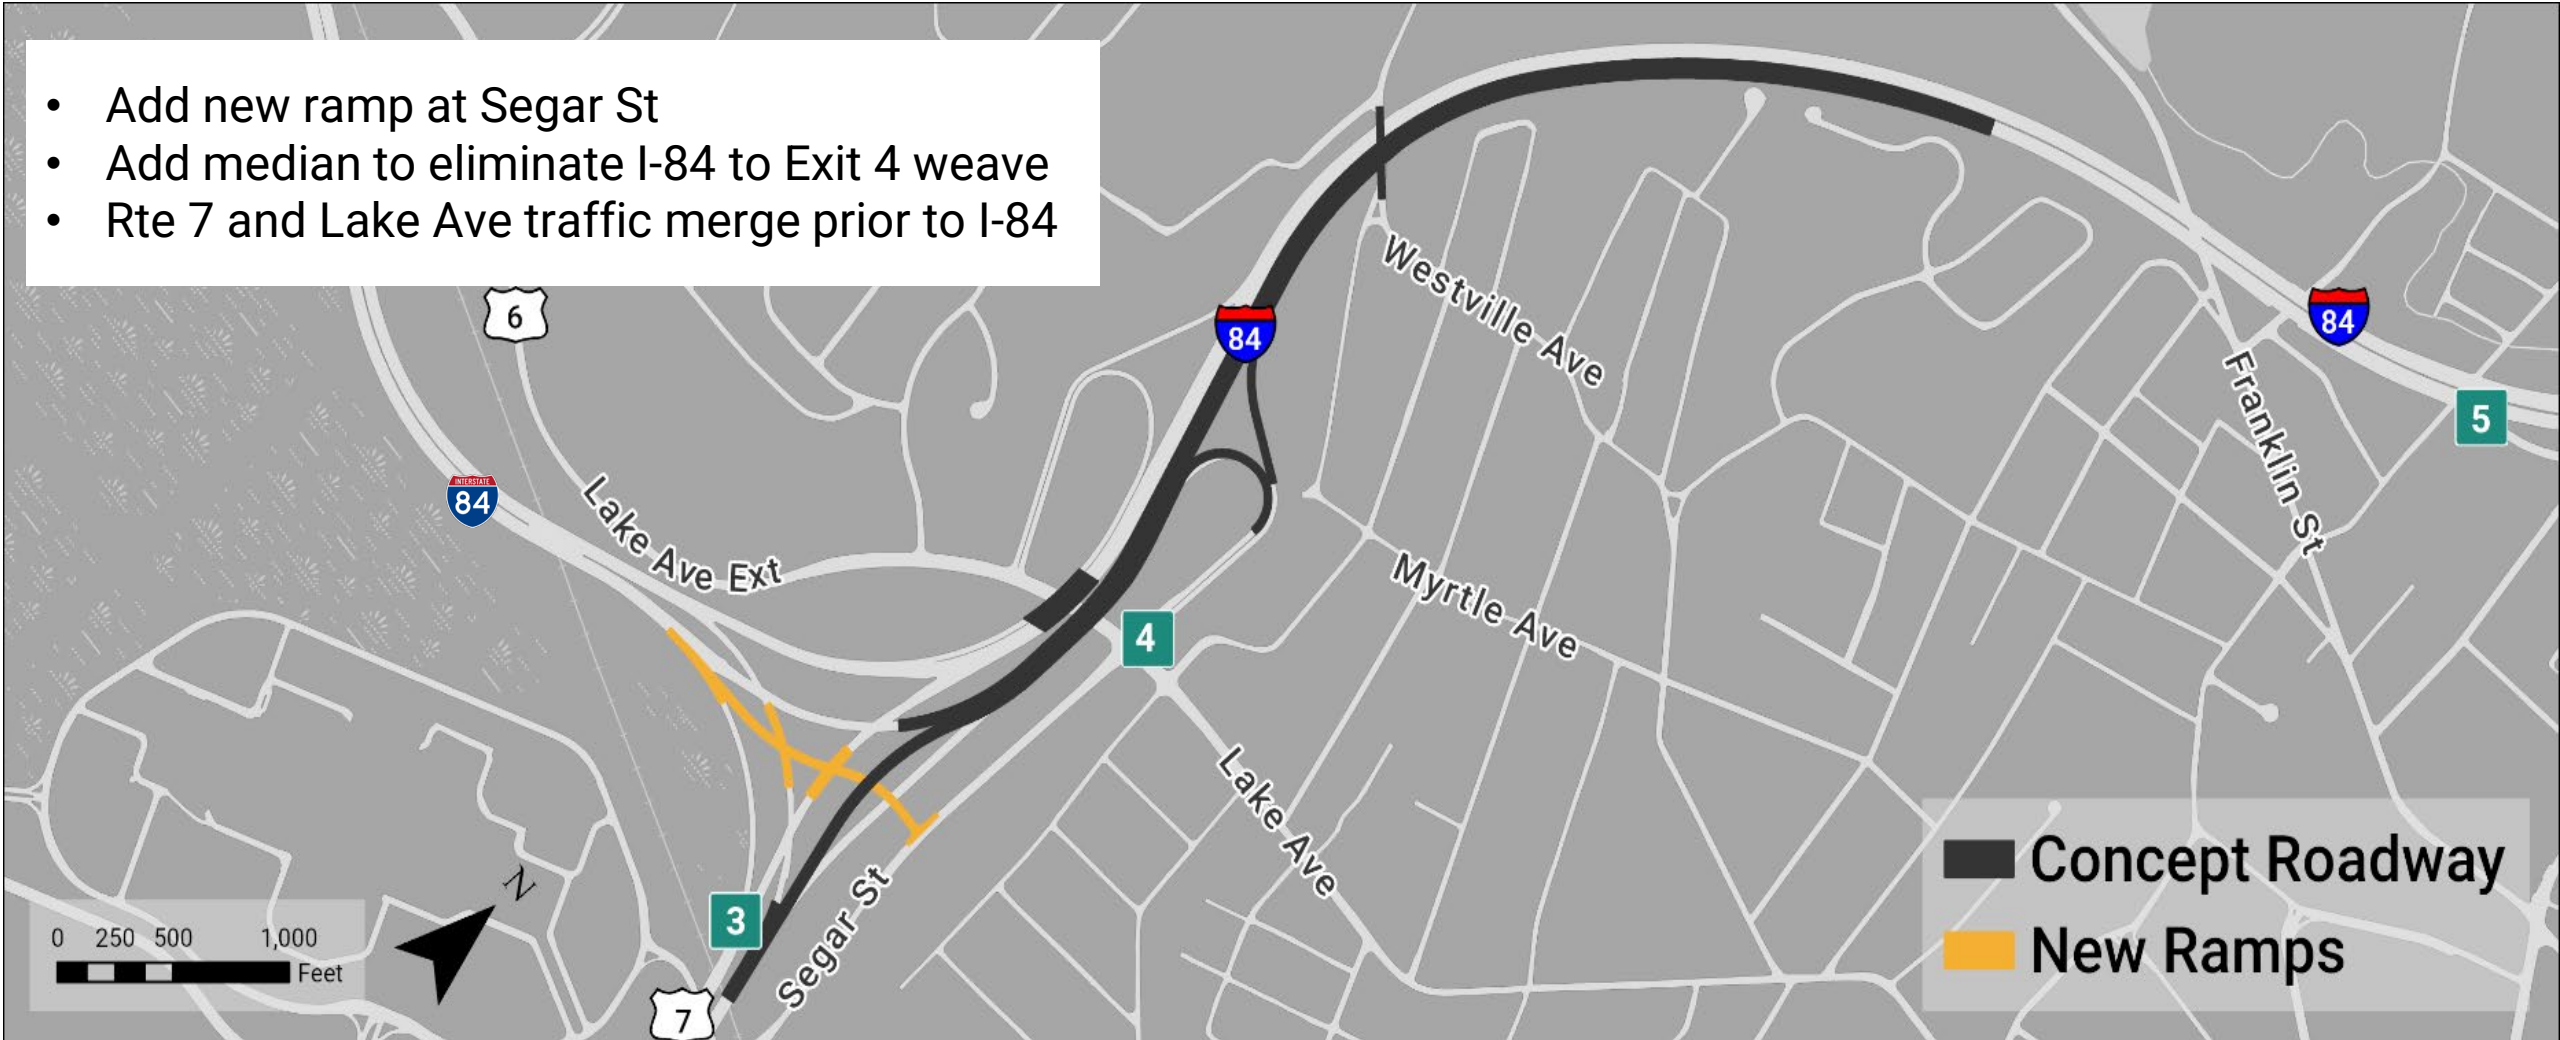 • Add new ramp at Segar St
• Add median to eliminate I-84 to Exit 4 weave
• Rte 7 and Lake Ave traffic merge prior to I-84
6
84
Westville Ave
84
Franklin St
5
INTERSTATE
84
Lake Ave Ext
Myrtle Ave
4
Lake Ave
3
Segar St
7
N
0 250 500 1,000
Feet
Concept Roadway
New Ramps